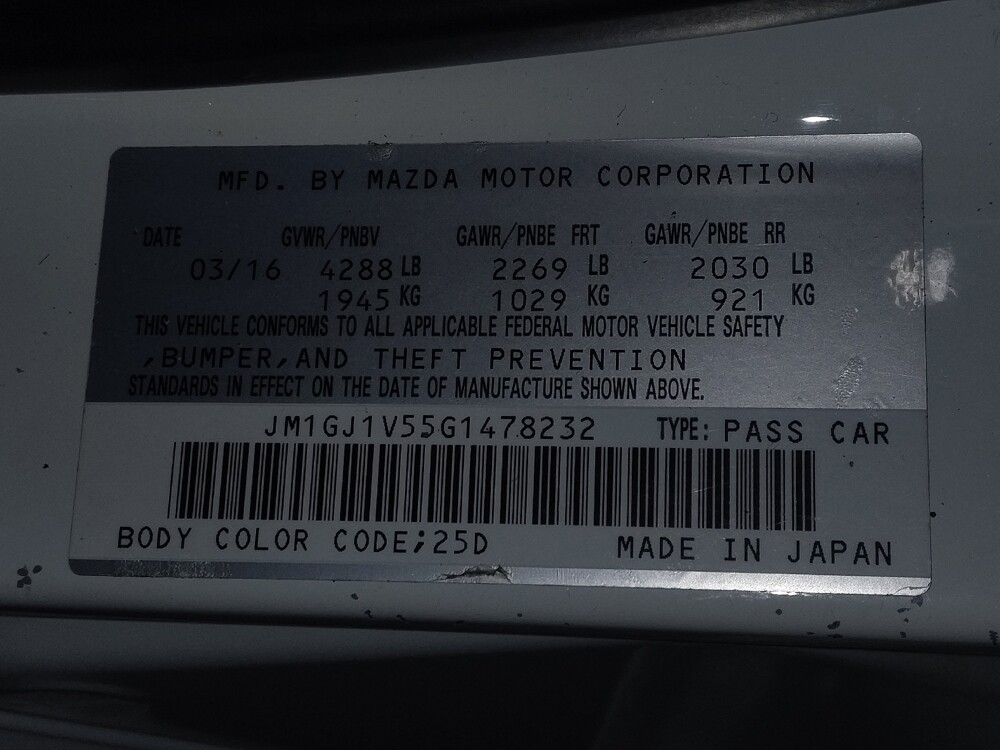 MFD. BY MAZDA MOTOR CORPORATION
DATE GVWR/PNBV GAWR/PNBE FRT GAWR/PNBE RR
03/16 4288 LB 2269 LB 2030 LB
1945 KG 1029 KG 921 KG
THIS VEHICLE CONFORMS TO ALL APPLICABLE FEDERAL MOTOR VEHICLE SAFETY
,BUMPER,AND THEFT PREVENTION
STANDARDS IN EFFECT ON THE DATE OF MANUFACTURE SHOWN ABOVE.
JM1GJ1V55G1478232 TYPE: PASS CAR
BODY COLOR CODE;25D MADE IN JAPAN